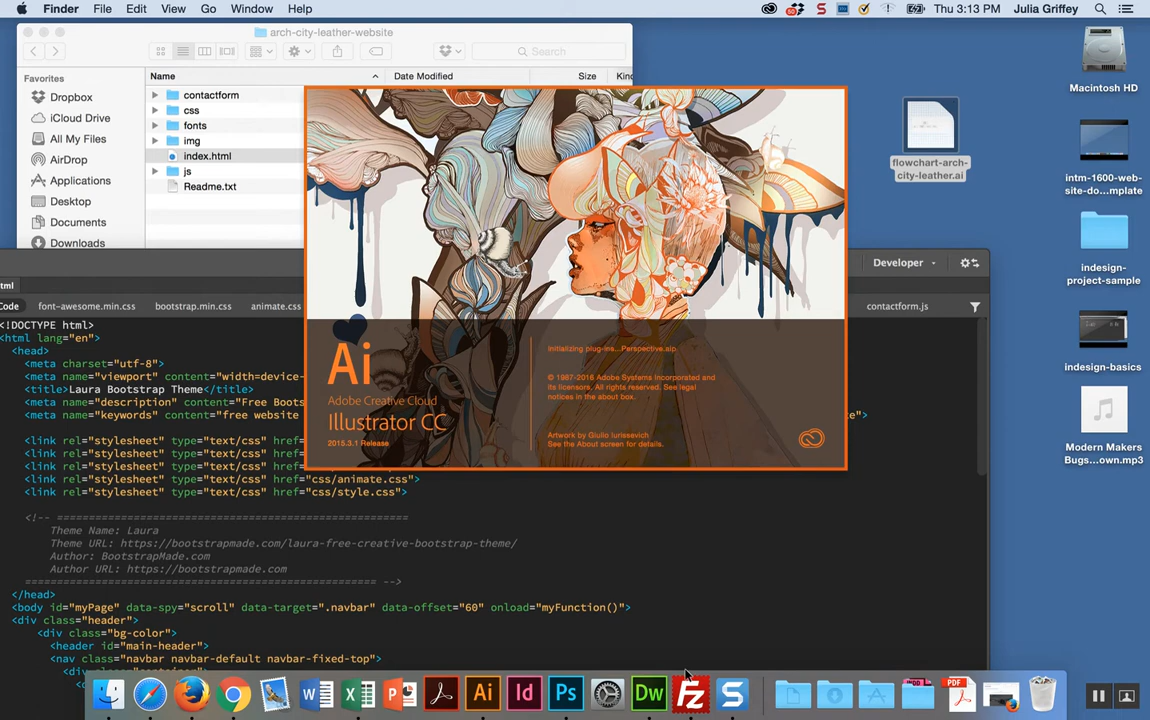 Finder File Edit View Go Window Help
Thu 3:13 PM Julia Griffey
arch-city-leather-website
Search
Favorites
Dropbox
iCloud Drive
All My Files
AirDrop
Applications
Desktop
Documents
Downloads
Name Date Modified Size Kind
contactform
css
fonts
img
index.html
js
Readme.txt
flowchart-arch-
city-leather.ai
Macintosh HD
intm-1600-web-
site-do...mplate
indesign-
project-sample
indesign-basics
Modern Makers
Bugs...own.mp3
Ai
Adobe Creative Cloud
Illustrator CC
2015.3.1 Release
Initializing plug-ins...Perspective.aip
© 1987-2016 Adobe Systems Incorporated and
its licensors. All rights reserved. See legal
notices in the about box.
Artwork by Giulio Iurissevich
See the About screen for details.
Developer
tml
Code font-awesome.min.css bootstrap.min.css animate.css contactform.js
<!DOCTYPE html>
<html lang="en">
<head>
<meta charset="utf-8">
<meta name="viewport" content="width=device-
<title>Laura Bootstrap Theme</title>
<meta name="description" content="Free Boots
<meta name="keywords" content="free website te">
<link rel="stylesheet" type="text/css" href=
<link rel="stylesheet" type="text/css" href=
<link rel="stylesheet" type="text/css" href=
<link rel="stylesheet" type="text/css" href="css/animate.css">
<link rel="stylesheet" type="text/css" href="css/style.css">
<!-- =======================================================
Theme Name: Laura
Theme URL: https://bootstrapmade.com/laura-free-creative-bootstrap-theme/
Author: BootstrapMade.com
Author URL: https://bootstrapmade.com
======================================================= -->
</head>
<body id="myPage" data-spy="scroll" data-target=".navbar" data-offset="60" onload="myFunction()">
<div class="header">
<div class="bg-color">
<header id="main-header">
<nav class="navbar navbar-default navbar-fixed-top">
Ai Id Ps Dw Fz S PDF